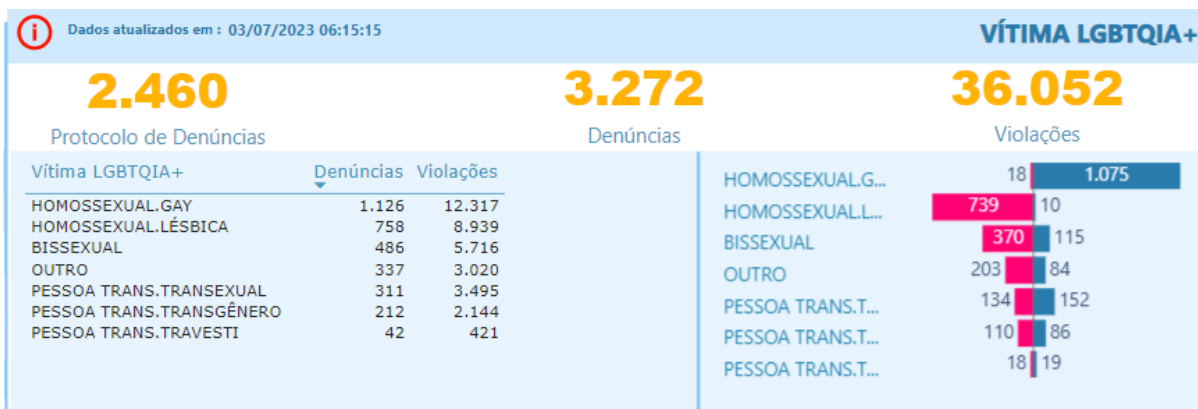 Dados atualizados em : 03/07/2023 06:15:15
VÍTIMA LGBTQIA+
2.460
3.272
36.052
Protocolo de Denúncias
Denúncias
Violações
Vítima LGBTQIA+ Denúncias Violações
HOMOSSEXUAL.GAY 1.126 12.317
HOMOSSEXUAL.LÉSBICA 758 8.939
BISSEXUAL 486 5.716
OUTRO 337 3.020
PESSOA TRANS.TRANSEXUAL 311 3.495
PESSOA TRANS.TRANSGÊNERO 212 2.144
PESSOA TRANS.TRAVESTI 42 421
HOMOSSEXUAL.G... 18 1.075
HOMOSSEXUAL.L... 739 10
BISSEXUAL 370 115
OUTRO 203 84
PESSOA TRANS.T... 134 152
PESSOA TRANS.T... 110 86
PESSOA TRANS.T... 18 19